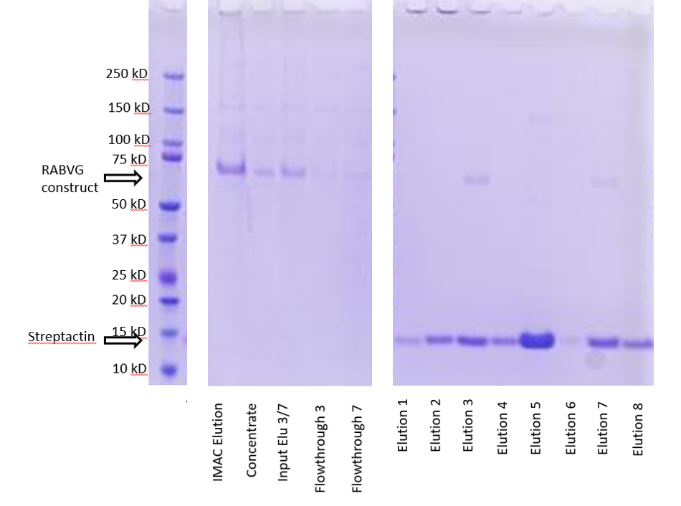 250 kD
150 kD
100 kD
75 kD
RABVG
construct
50 kD
37 kD
25 kD
20 kD
15 kD
Streptactin
10 kD
IMAC Elution
Concentrate
Input Elu 3/7
Flowthrough 3
Flowthrough 7
Elution 1
Elution 2
Elution 3
Elution 4
Elution 5
Elution 6
Elution 7
Elution 8